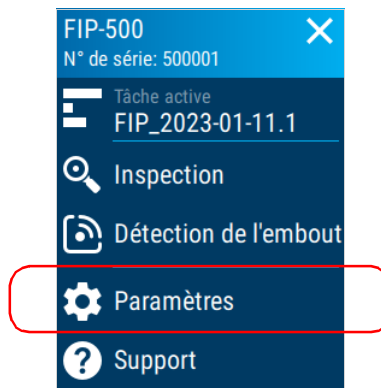 FIP-500
N° de série: 500001
Tâche active
FIP_2023-01-11.1
Inspection
Détection de l'embout
Paramètres
Support